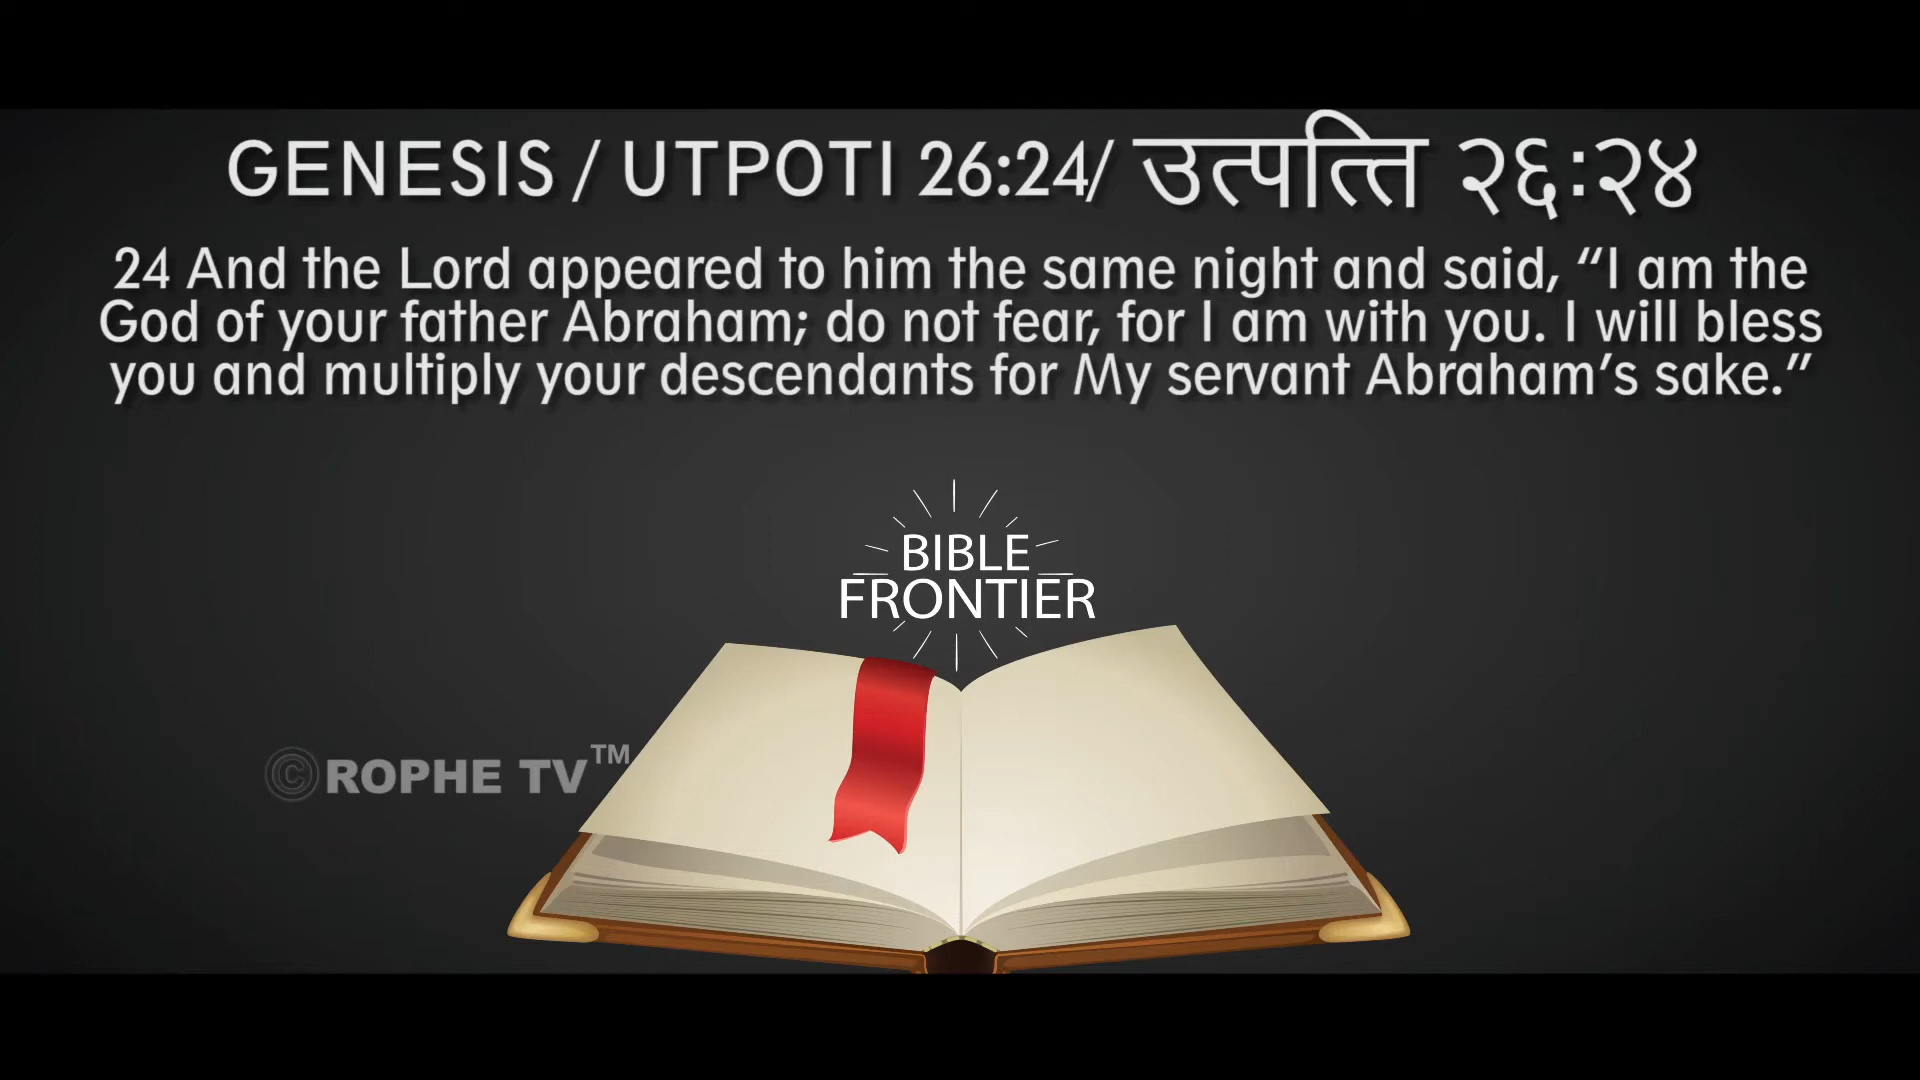 GENESIS / UTPOTI 26:24/ उत्पत्ति २६:२४
24 And the Lord appeared to him the same night and said, “I am the
God of your father Abraham; do not fear, for I am with you. I will bless
you and multiply your descendants for My servant Abraham’s sake.”
BIBLE
FRONTIER
©ROPHE TV™